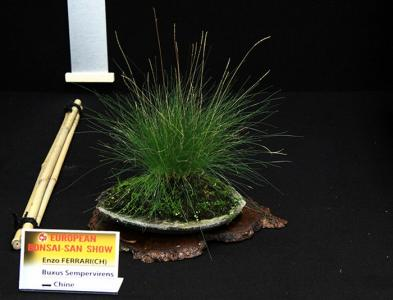 EUROPEAN
BONSAI-SAN SHOW
Enzo FERRARI(CH)
Buxus Sempervirens
— Chine